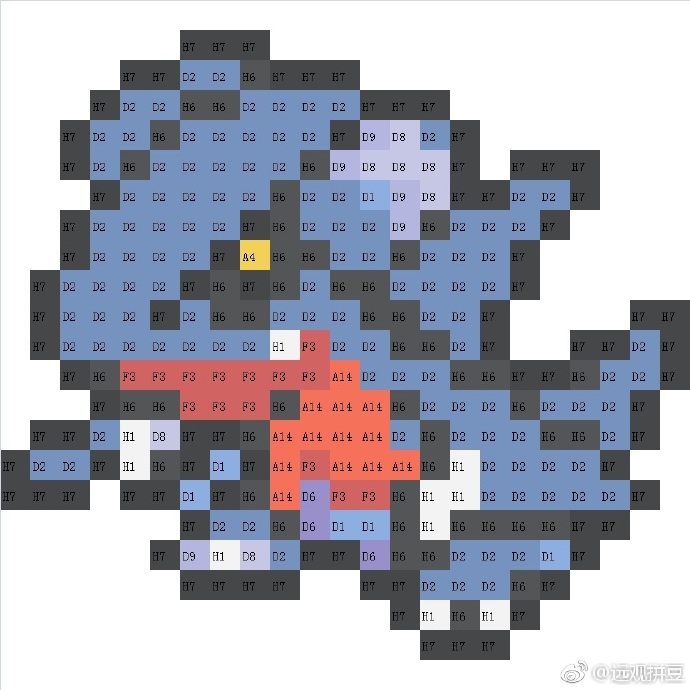 H7 H7 H7
H7 H7 D2 D2 H6 H7 H7 H7
H7 D2 D2 H6 H6 D2 D2 D2 D2 H7 H7 H7
H7 D2 D2 H6 D2 D2 D2 D2 D2 H7 D9 D8 D2 H7
H7 D2 H6 D2 D2 D2 D2 D2 H6 D9 D8 D8 D8 H7 H7 H7 H7
H7 D2 D2 D2 D2 D2 H6 D2 D2 D1 D9 D8 H7 H7 D2 D2 H7
H7 D2 D2 D2 D2 D2 H7 H6 D2 D2 D2 D9 H6 D2 D2 D2 H7
H7 D2 D2 D2 D2 H7 A4 H6 H6 D2 D2 H6 D2 D2 D2 H7
H7 D2 D2 D2 D2 H7 H6 H7 H6 D2 H6 H6 D2 D2 D2 D2 H7
H7 D2 D2 D2 H7 D2 H6 H6 D2 D2 D2 H6 H6 D2 D2 H7 H7 H7
H7 D2 D2 D2 D2 D2 D2 D2 H1 F3 D2 D2 H6 H6 D2 H7 H7 H7 D2 H7
H7 H6 F3 F3 F3 F3 F3 F3 F3 A14 D2 D2 D2 H6 H6 H7 H7 H6 D2 D2 H7
H7 H6 H6 F3 F3 F3 H6 A14 A14 A14 H6 D2 D2 D2 H6 D2 D2 D2 H7
H7 H7 D2 H1 D8 H7 H7 H6 A14 A14 A14 A14 D2 H6 D2 D2 D2 H6 H6 D2 H7
H7 D2 D2 H7 H1 H6 H7 D1 H7 A14 F3 A14 A14 A14 H6 H1 D2 D2 D2 D2 H7
H7 H7 H7 H7 H7 D1 H7 H6 A14 D6 F3 F3 H6 H1 H1 D2 D2 D2 D2 D2 H7
H7 D2 D2 H6 D6 D1 D1 H6 H1 H6 H6 H6 H6 H7 H7
H7 D9 H1 D8 D2 H7 H7 D6 H6 H6 D2 D2 D2 D1 H7
H7 H7 H7 H7 H7 H7 D2 D2 D2 H6 H7
H7 H1 H6 H1 H7
H7 H7 H7
@远观拼豆